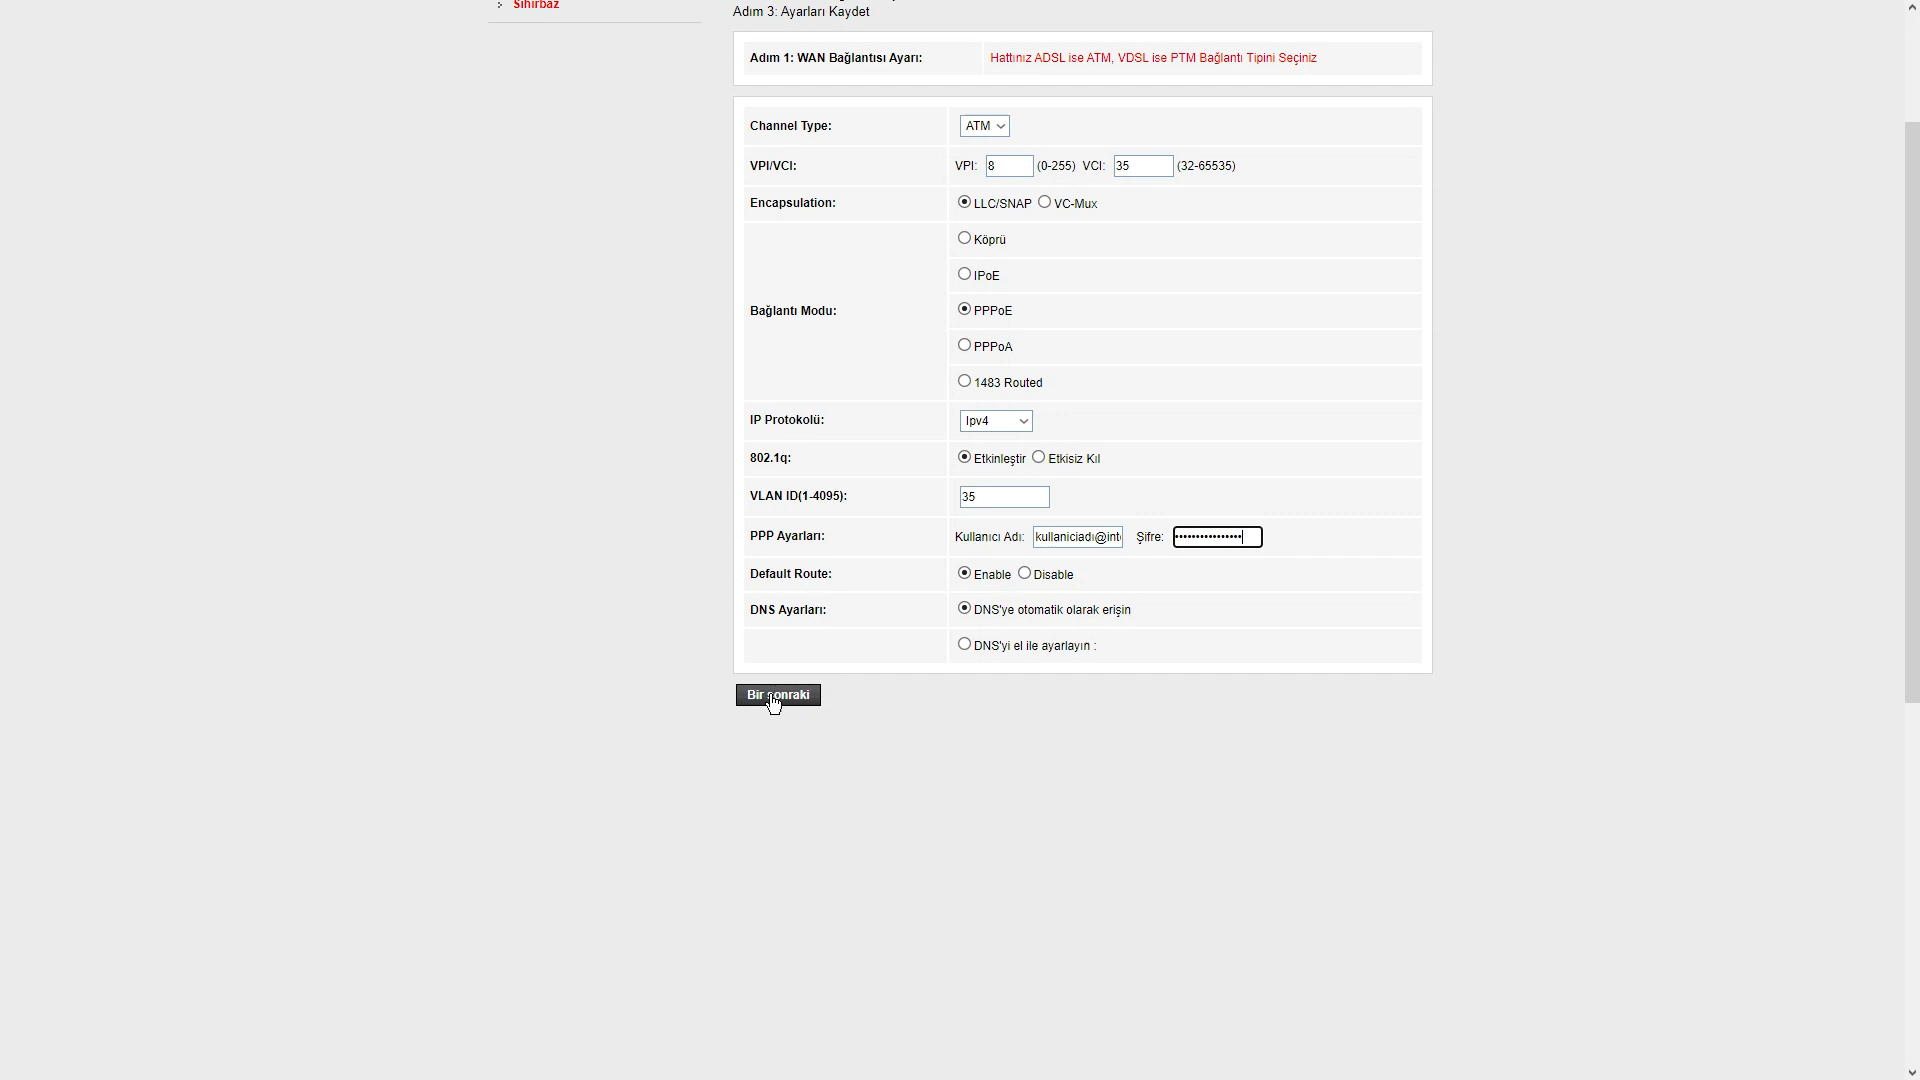 Sihirbaz
Adım 3: Ayarları Kaydet
Adım 1: WAN Bağlantısı Ayarı: Hattınız ADSL ise ATM, VDSL ise PTM Bağlantı Tipini Seçiniz
Channel Type: ATM
VPI/VCI: VPI: 8 (0-255) VCI: 35 (32-65535)
Encapsulation: LLC/SNAP VC-Mux
Köprü
IPoE
Bağlantı Modu: PPPoE
PPPoA
1483 Routed
IP Protokolü: Ipv4
802.1q: Etkinleştir Etkisiz Kıl
VLAN ID(1-4095): 35
PPP Ayarları: Kullanıcı Adı: kullaniciadı@int Şifre: ••••••••••••••••
Default Route: Enable Disable
DNS Ayarları: DNS'ye otomatik olarak erişin
DNS'yi el ile ayarlayın :
Bir sonraki